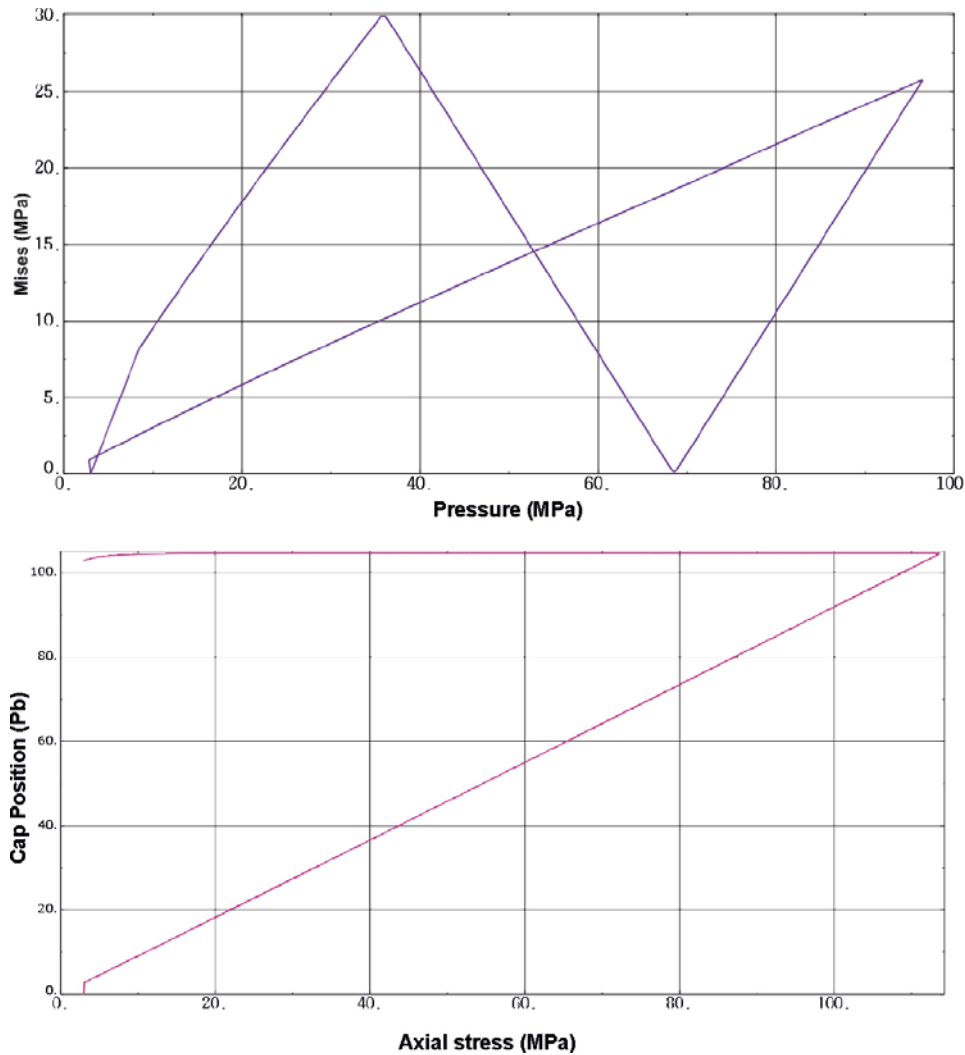 30.
25.
20.
15.
10.
5.
0.
0. 20. 40. 60. 80. 100
Mises (MPa)
Pressure (MPa)
100.
80.
60.
40.
20.
0.
0. 20. 40. 60. 80. 100.
Cap Position (Pb)
Axial stress (MPa)